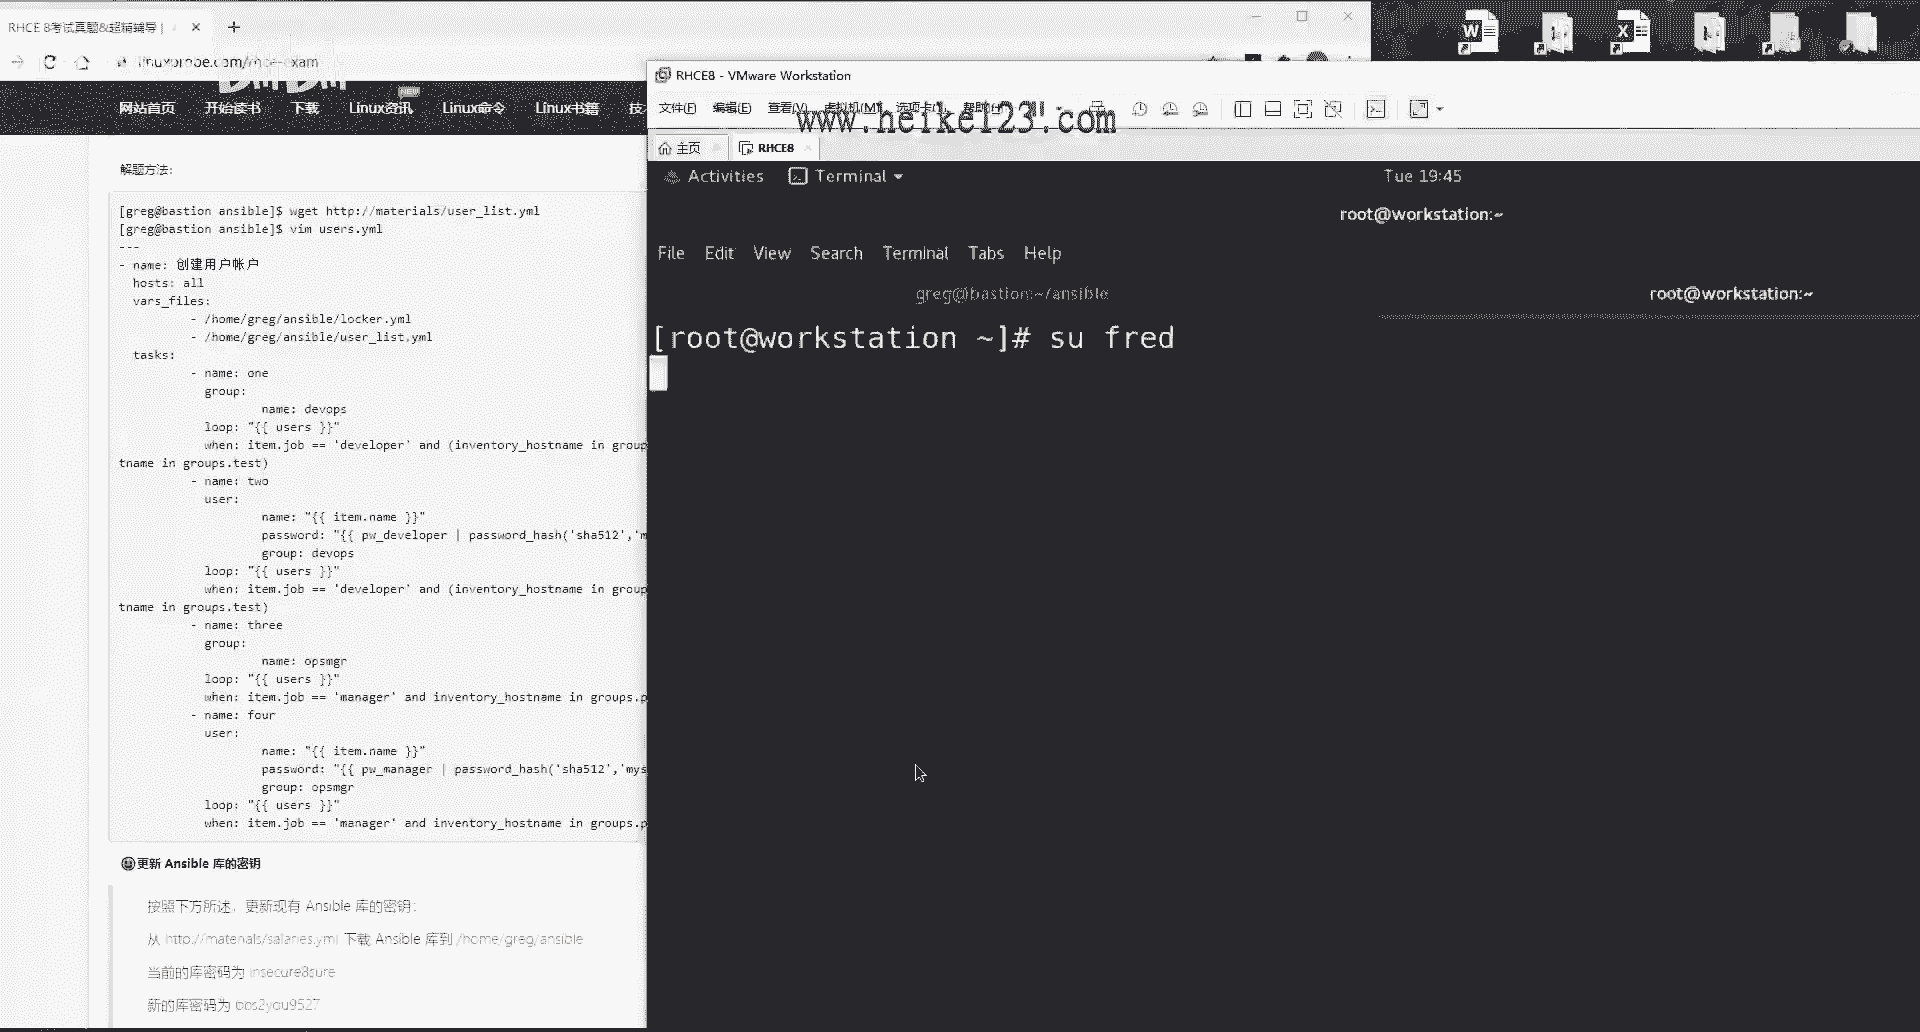 RHCE 8考试真题&超精辅导 |
linuxprobe.com/rhce-exam
网站首页 开始读书 下载 Linux资讯 NEW Linux命令 Linux书籍 技
解题方法:
[greg@bastion ansible]$ wget http://materials/user_list.yml
[greg@bastion ansible]$ vim users.yml
---
- name: 创建用户帐户
hosts: all
vars_files:
- /home/greg/ansible/locker.yml
- /home/greg/ansible/user_list.yml
tasks:
- name: one
group:
name: devops
loop: "{{ users }}"
when: item.job == 'developer' and (inventory_hostname in group
tname in groups.test)
- name: two
user:
name: "{{ item.name }}"
password: "{{ pw_developer | password_hash('sha512','m
group: devops
loop: "{{ users }}"
when: item.job == 'developer' and (inventory_hostname in group
tname in groups.test)
- name: three
group:
name: opsmgr
loop: "{{ users }}"
when: item.job == 'manager' and inventory_hostname in groups.p
- name: four
user:
name: "{{ item.name }}"
password: "{{ pw_manager | password_hash('sha512','mys
group: opsmgr
loop: "{{ users }}"
when: item.job == 'manager' and inventory_hostname in groups.p
更新 Ansible 库的密钥
按照下方所述，更新现有 Ansible 库的密钥：
从 http://materials/salaries.yml 下载 Ansible 库到 /home/greg/ansible
当前的库密码为 insecure8sure
新的库密码为 bbs2you9527
RHCE8 - VMware Workstation
文件(F) 编辑(E) 查看(V) 虚拟机(M) 选项卡(T) 帮助(H)
www.heike123.com
主页 RHCE8
Activities Terminal Tue 19:45
root@workstation:~
File Edit View Search Terminal Tabs Help
greg@bastion:~/ansible root@workstation:~
[root@workstation ~]# su fred